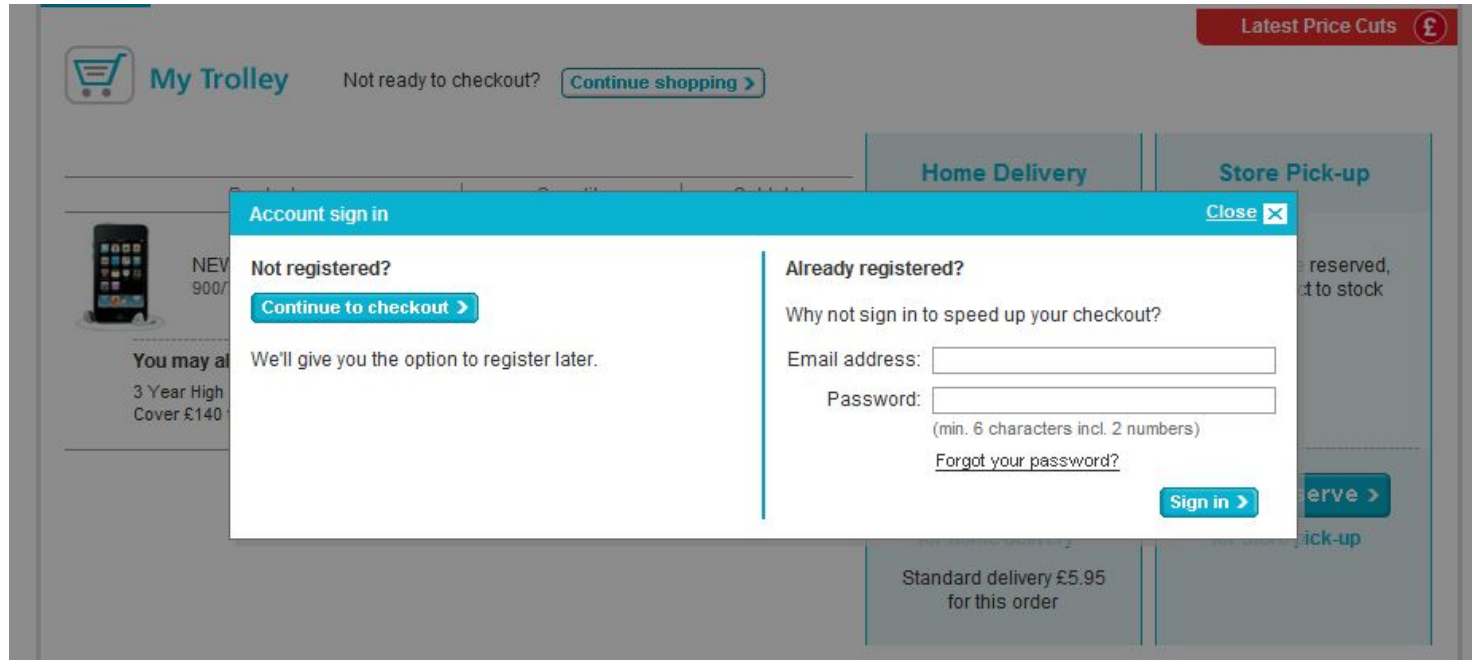 Latest Price Cuts £
My Trolley
Not ready to checkout?
Continue shopping >
Home Delivery
Store Pick-up
Account sign in
Close
NEW
900/
reserved,
to stock
You may al
3 Year High
Cover £140
Not registered?
Continue to checkout >
We'll give you the option to register later.
Already registered?
Why not sign in to speed up your checkout?
Email address:
Password:
(min. 6 characters incl. 2 numbers)
Forgot your password?
Sign in >
erve >
pick-up
Standard delivery £5.95
for this order